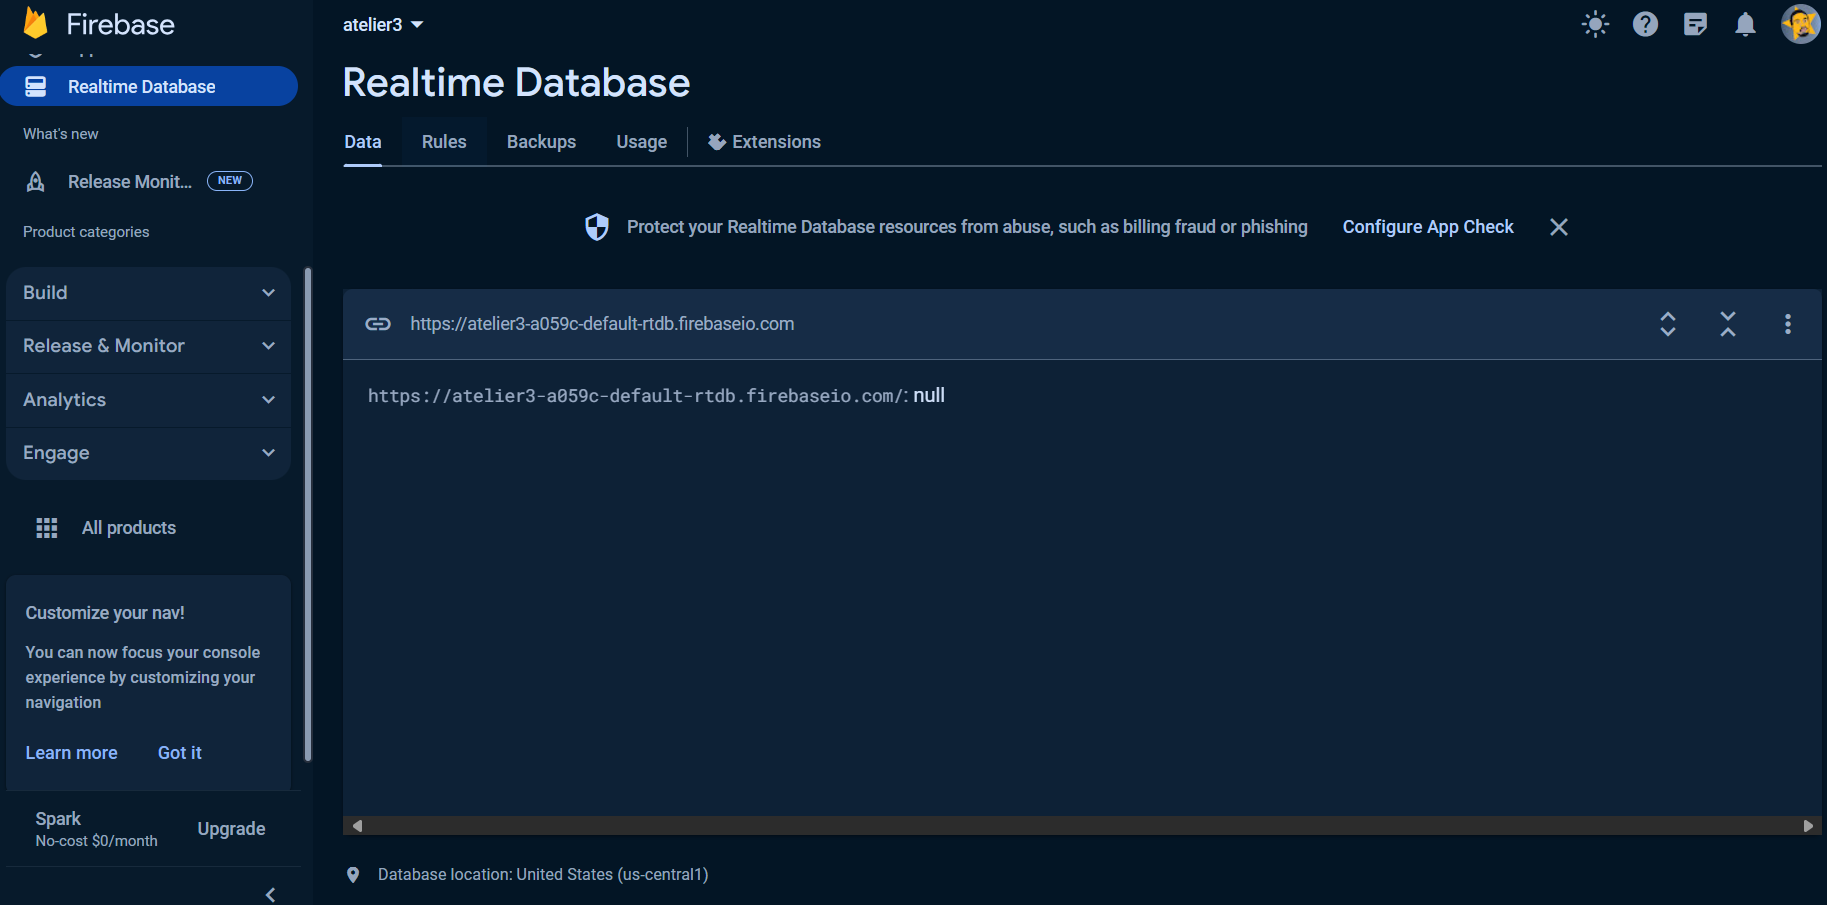 Firebase
atelier3
Realtime Database
What's new
Release Monit...
NEW
Product categories
Build
Release & Monitor
Analytics
Engage
All products
Customize your nav!
You can now focus your console
experience by customizing your
navigation
Learn more
Got it
Spark
No-cost $0/month
Upgrade
Realtime Database
Data
Rules
Backups
Usage
Extensions
Protect your Realtime Database resources from abuse, such as billing fraud or phishing
Configure App Check
https://atelier3-a059c-default-rtdb.firebaseio.com
https://atelier3-a059c-default-rtdb.firebaseio.com/: null
Database location: United States (us-central1)